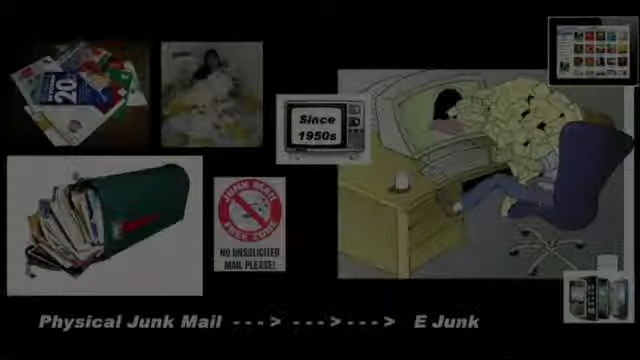 20%
Since
1950s
JUNK MAIL
FREE ZONE
NO UNSOLICITED
MAIL PLEASE!
Physical Junk Mail ---> --->---> E Junk